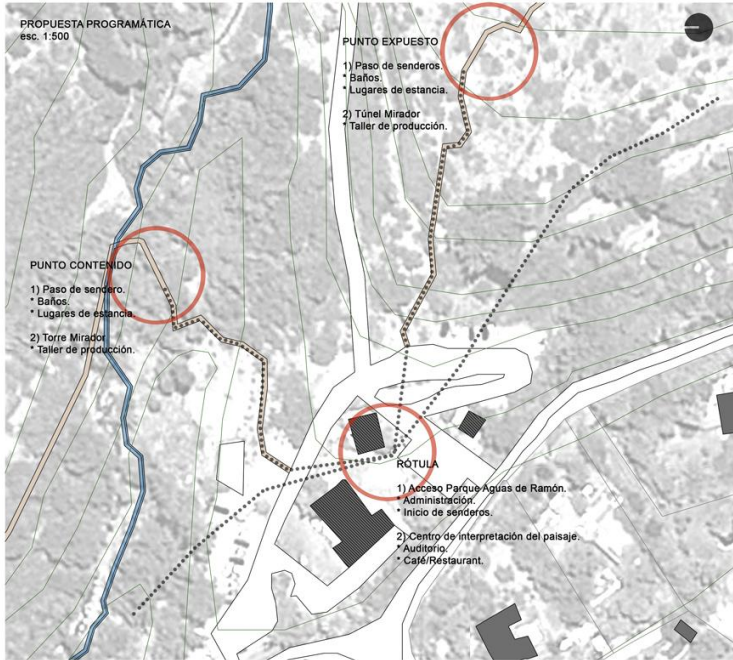 PROPUESTA PROGRAMÁTICA
esc. 1:500
PUNTO EXPUESTO
1) Paso de senderos.
* Baños.
* Lugares de estancia.
2) Túnel Mirador
* Taller de producción.
PUNTO CONTENIDO
1) Paso de sendero.
* Baños.
* Lugares de estancia.
2) Torre Mirador
* Taller de producción.
RÓTULA
1) Acceso Parque Aguas de Ramón.
* Administración.
* Inicio de senderos.
2) Centro de interpretación del paisaje.
* Auditorio.
* Café/Restaurant.